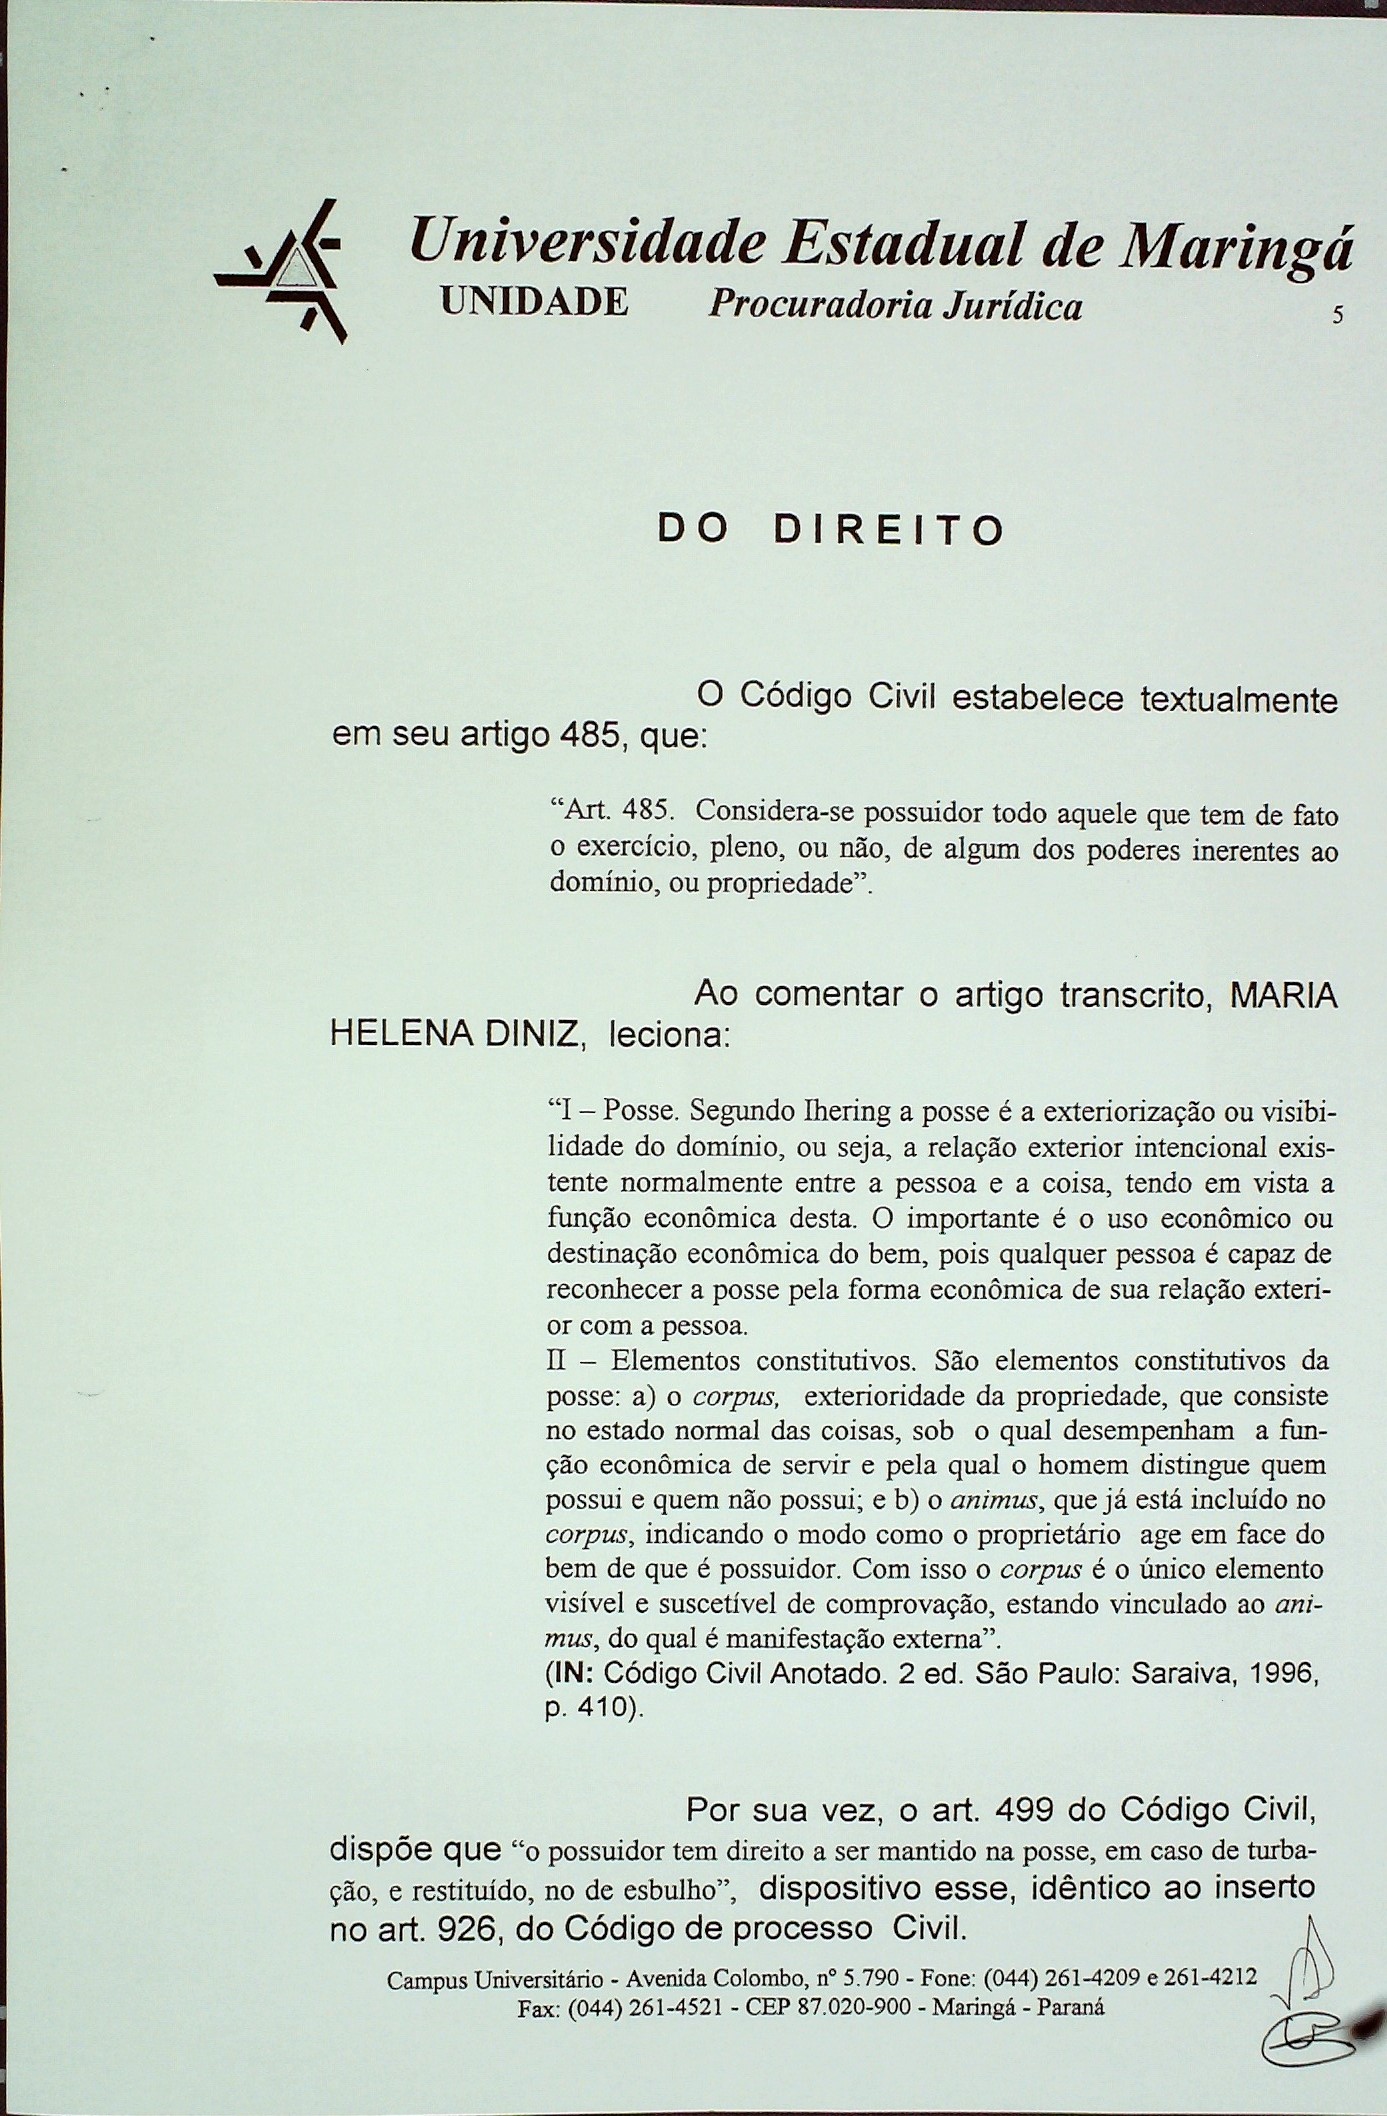 Universidade Estadual de Maringá
UNIDADE Procuradoria Jurídica 5
DO DIREITO
O Código Civil estabelece textualmente
em seu artigo 485, que:
“Art. 485. Considera-se possuidor todo aquele que tem de fato
o exercício, pleno, ou não, de algum dos poderes inerentes ao
domínio, ou propriedade”.
Ao comentar o artigo transcrito, MARIA
HELENA DINIZ, leciona:
“I – Posse. Segundo Ihering a posse é a exteriorização ou visibi-
lidade do domínio, ou seja, a relação exterior intencional exis-
tente normalmente entre a pessoa e a coisa, tendo em vista a
função econômica desta. O importante é o uso econômico ou
destinação econômica do bem, pois qualquer pessoa é capaz de
reconhecer a posse pela forma econômica de sua relação exteri-
or com a pessoa.
II – Elementos constitutivos. São elementos constitutivos da
posse: a) o corpus, exterioridade da propriedade, que consiste
no estado normal das coisas, sob o qual desempenham a fun-
ção econômica de servir e pela qual o homem distingue quem
possui e quem não possui; e b) o animus, que já está incluído no
corpus, indicando o modo como o proprietário age em face do
bem de que é possuidor. Com isso o corpus é o único elemento
visível e suscetível de comprovação, estando vinculado ao ani-
mus, do qual é manifestação externa”.
(IN: Código Civil Anotado. 2 ed. São Paulo: Saraiva, 1996,
p. 410).
Por sua vez, o art. 499 do Código Civil,
dispõe que “o possuidor tem direito a ser mantido na posse, em caso de turba-
ção, e restituído, no de esbulho”, dispositivo esse, idêntico ao inserto
no art. 926, do Código de processo Civil.
Campus Universitário - Avenida Colombo, nº 5.790 - Fone: (044) 261-4209 e 261-4212
Fax: (044) 261-4521 - CEP 87.020-900 - Maringá - Paraná